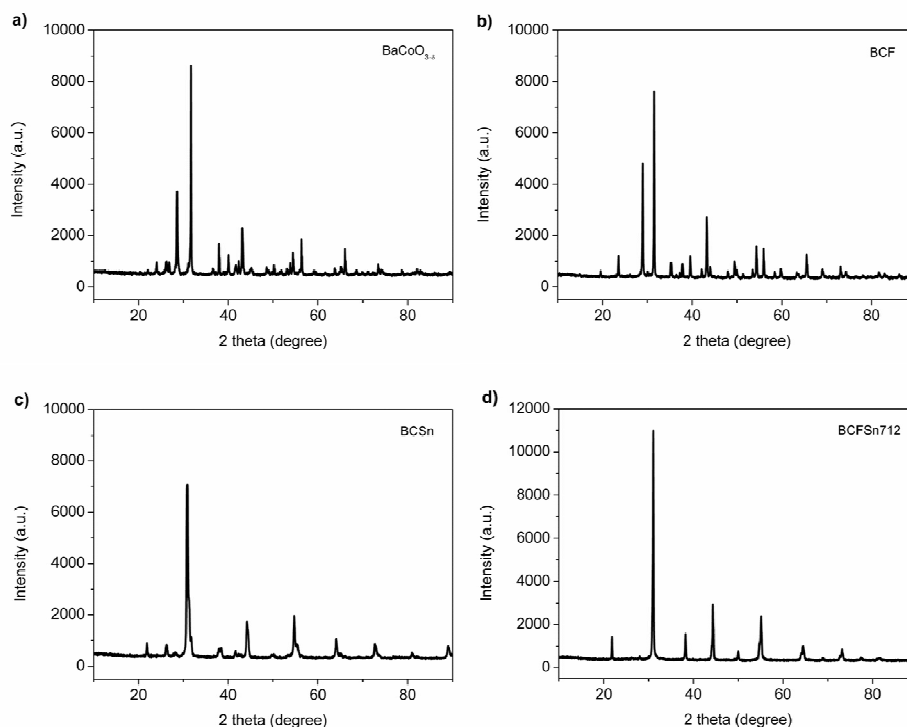 a)
BaCoO3-δ
10000
8000
6000
4000
2000
0
Intensity (a.u.)
20 40 60 80
2 theta (degree)
b)
BCF
10000
8000
6000
4000
2000
0
Intensity (a.u.)
20 40 60 80
2 theta (degree)
c)
BCSn
10000
8000
6000
4000
2000
0
Intensity (a.u.)
20 40 60 80
2 theta (degree)
d)
BCFSn712
12000
10000
8000
6000
4000
2000
0
Intensity (a.u.)
20 40 60 80
2 theta (degree)